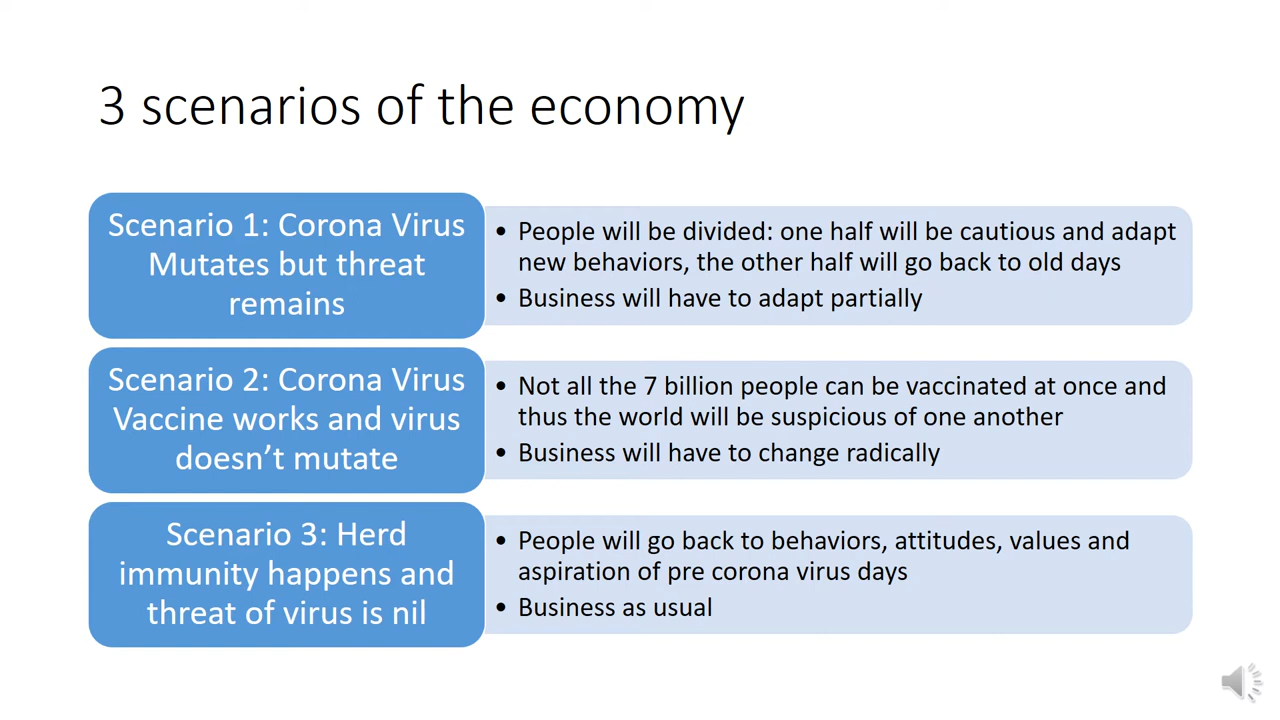 3 scenarios of the economy
Scenario 1: Corona Virus
Mutates but threat
remains
• People will be divided: one half will be cautious and adapt
new behaviors, the other half will go back to old days
• Business will have to adapt partially
Scenario 2: Corona Virus
Vaccine works and virus
doesn’t mutate
• Not all the 7 billion people can be vaccinated at once and
thus the world will be suspicious of one another
• Business will have to change radically
Scenario 3: Herd
immunity happens and
threat of virus is nil
• People will go back to behaviors, attitudes, values and
aspiration of pre corona virus days
• Business as usual